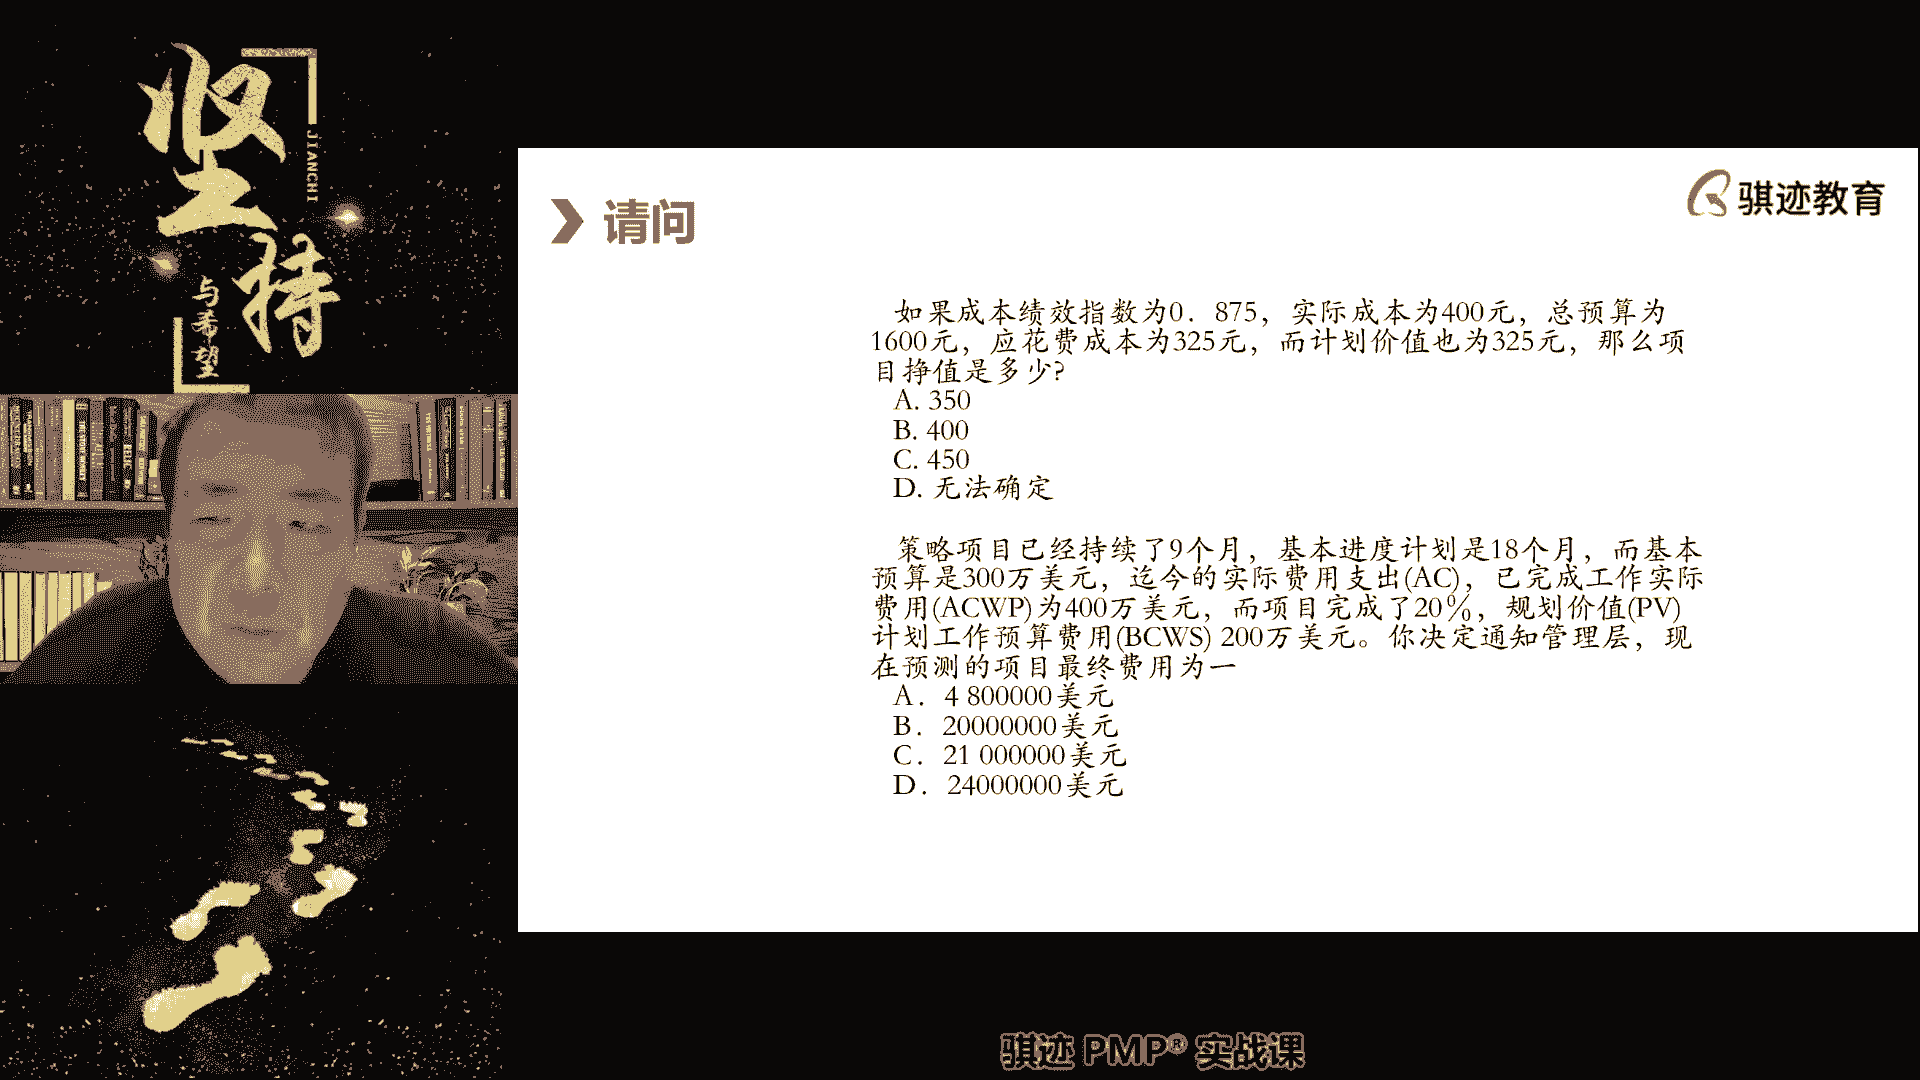 坚持
JIANCHI
与希望
骐迹教育
请问
如果成本绩效指数为0．875，实际成本为400元，总预算为
1600元，应花费成本为325元，而计划价值也为325元，那么项
目挣值是多少?
A. 350
B. 400
C. 450
D. 无法确定
策略项目已经持续了9个月，基本进度计划是18个月，而基本
预算是300万美元，迄今的实际费用支出(AC)，已完成工作实际
费用(ACWP)为400万美元，而项目完成了20％，规划价值(PV)
计划工作预算费用(BCWS) 200万美元。你决定通知管理层，现
在预测的项目最终费用为一
A．4 800000美元
B．20000000美元
C．21 000000美元
D．24000000美元
骐迹 PMP® 实战课